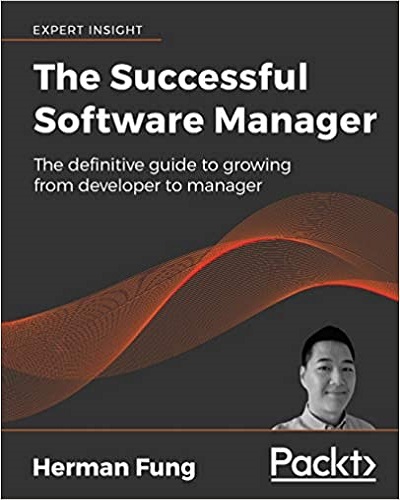 EXPERT INSIGHT
The Successful
Software Manager
The definitive guide to growing
from developer to manager
Herman Fung
Packt>